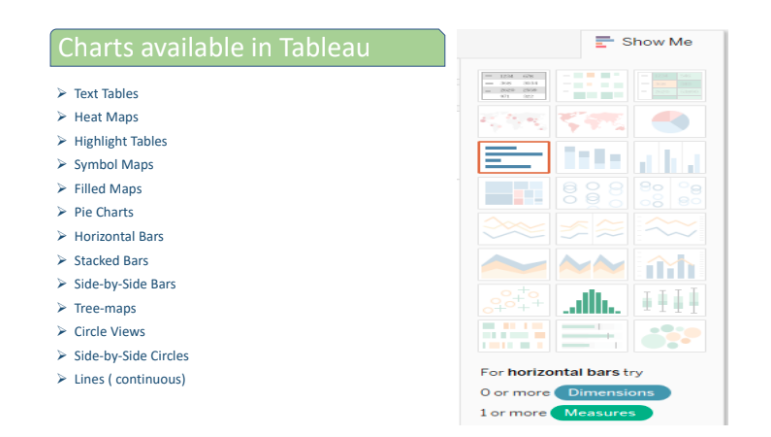 Charts available in Tableau
Text Tables
Heat Maps
Highlight Tables
Symbol Maps
Filled Maps
Pie Charts
Horizontal Bars
Stacked Bars
Side-by-Side Bars
Tree-maps
Circle Views
Side-by-Side Circles
Lines ( continuous)
Show Me
For horizontal bars try
0 or more Dimensions
1 or more Measures